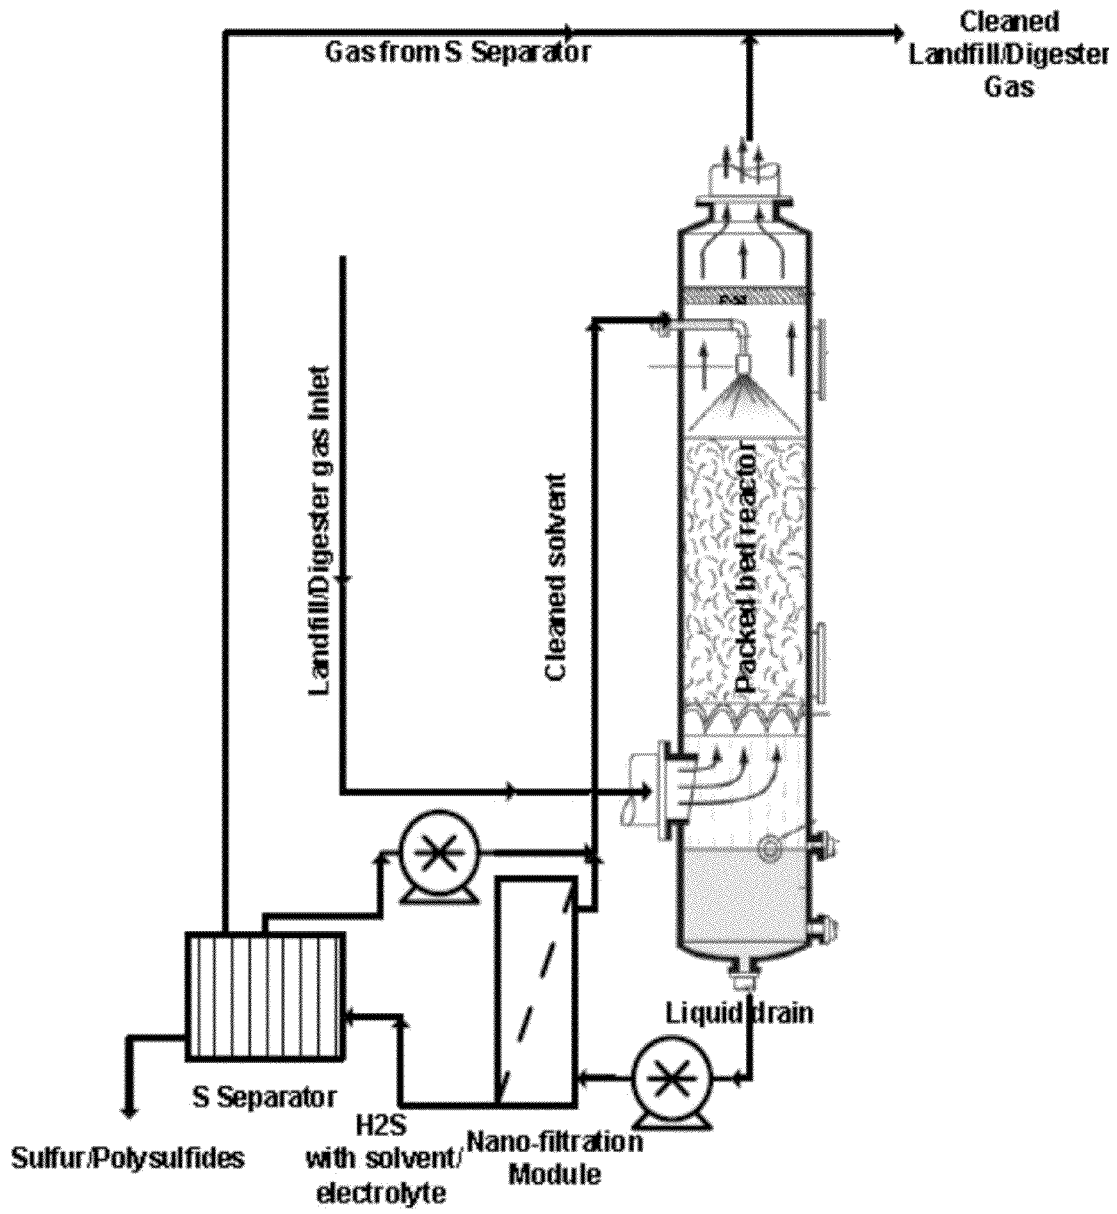 Cleaned
Landfill/Digester
Gas
Gas from S Separator
Landfill/Digester gas Inlet
Cleaned solvent
Packed bed reactor
Liquid drain
S Separator
Sulfur/Polysulfides
H2S
with solvent/
electrolyte
Nano-filtration
Module